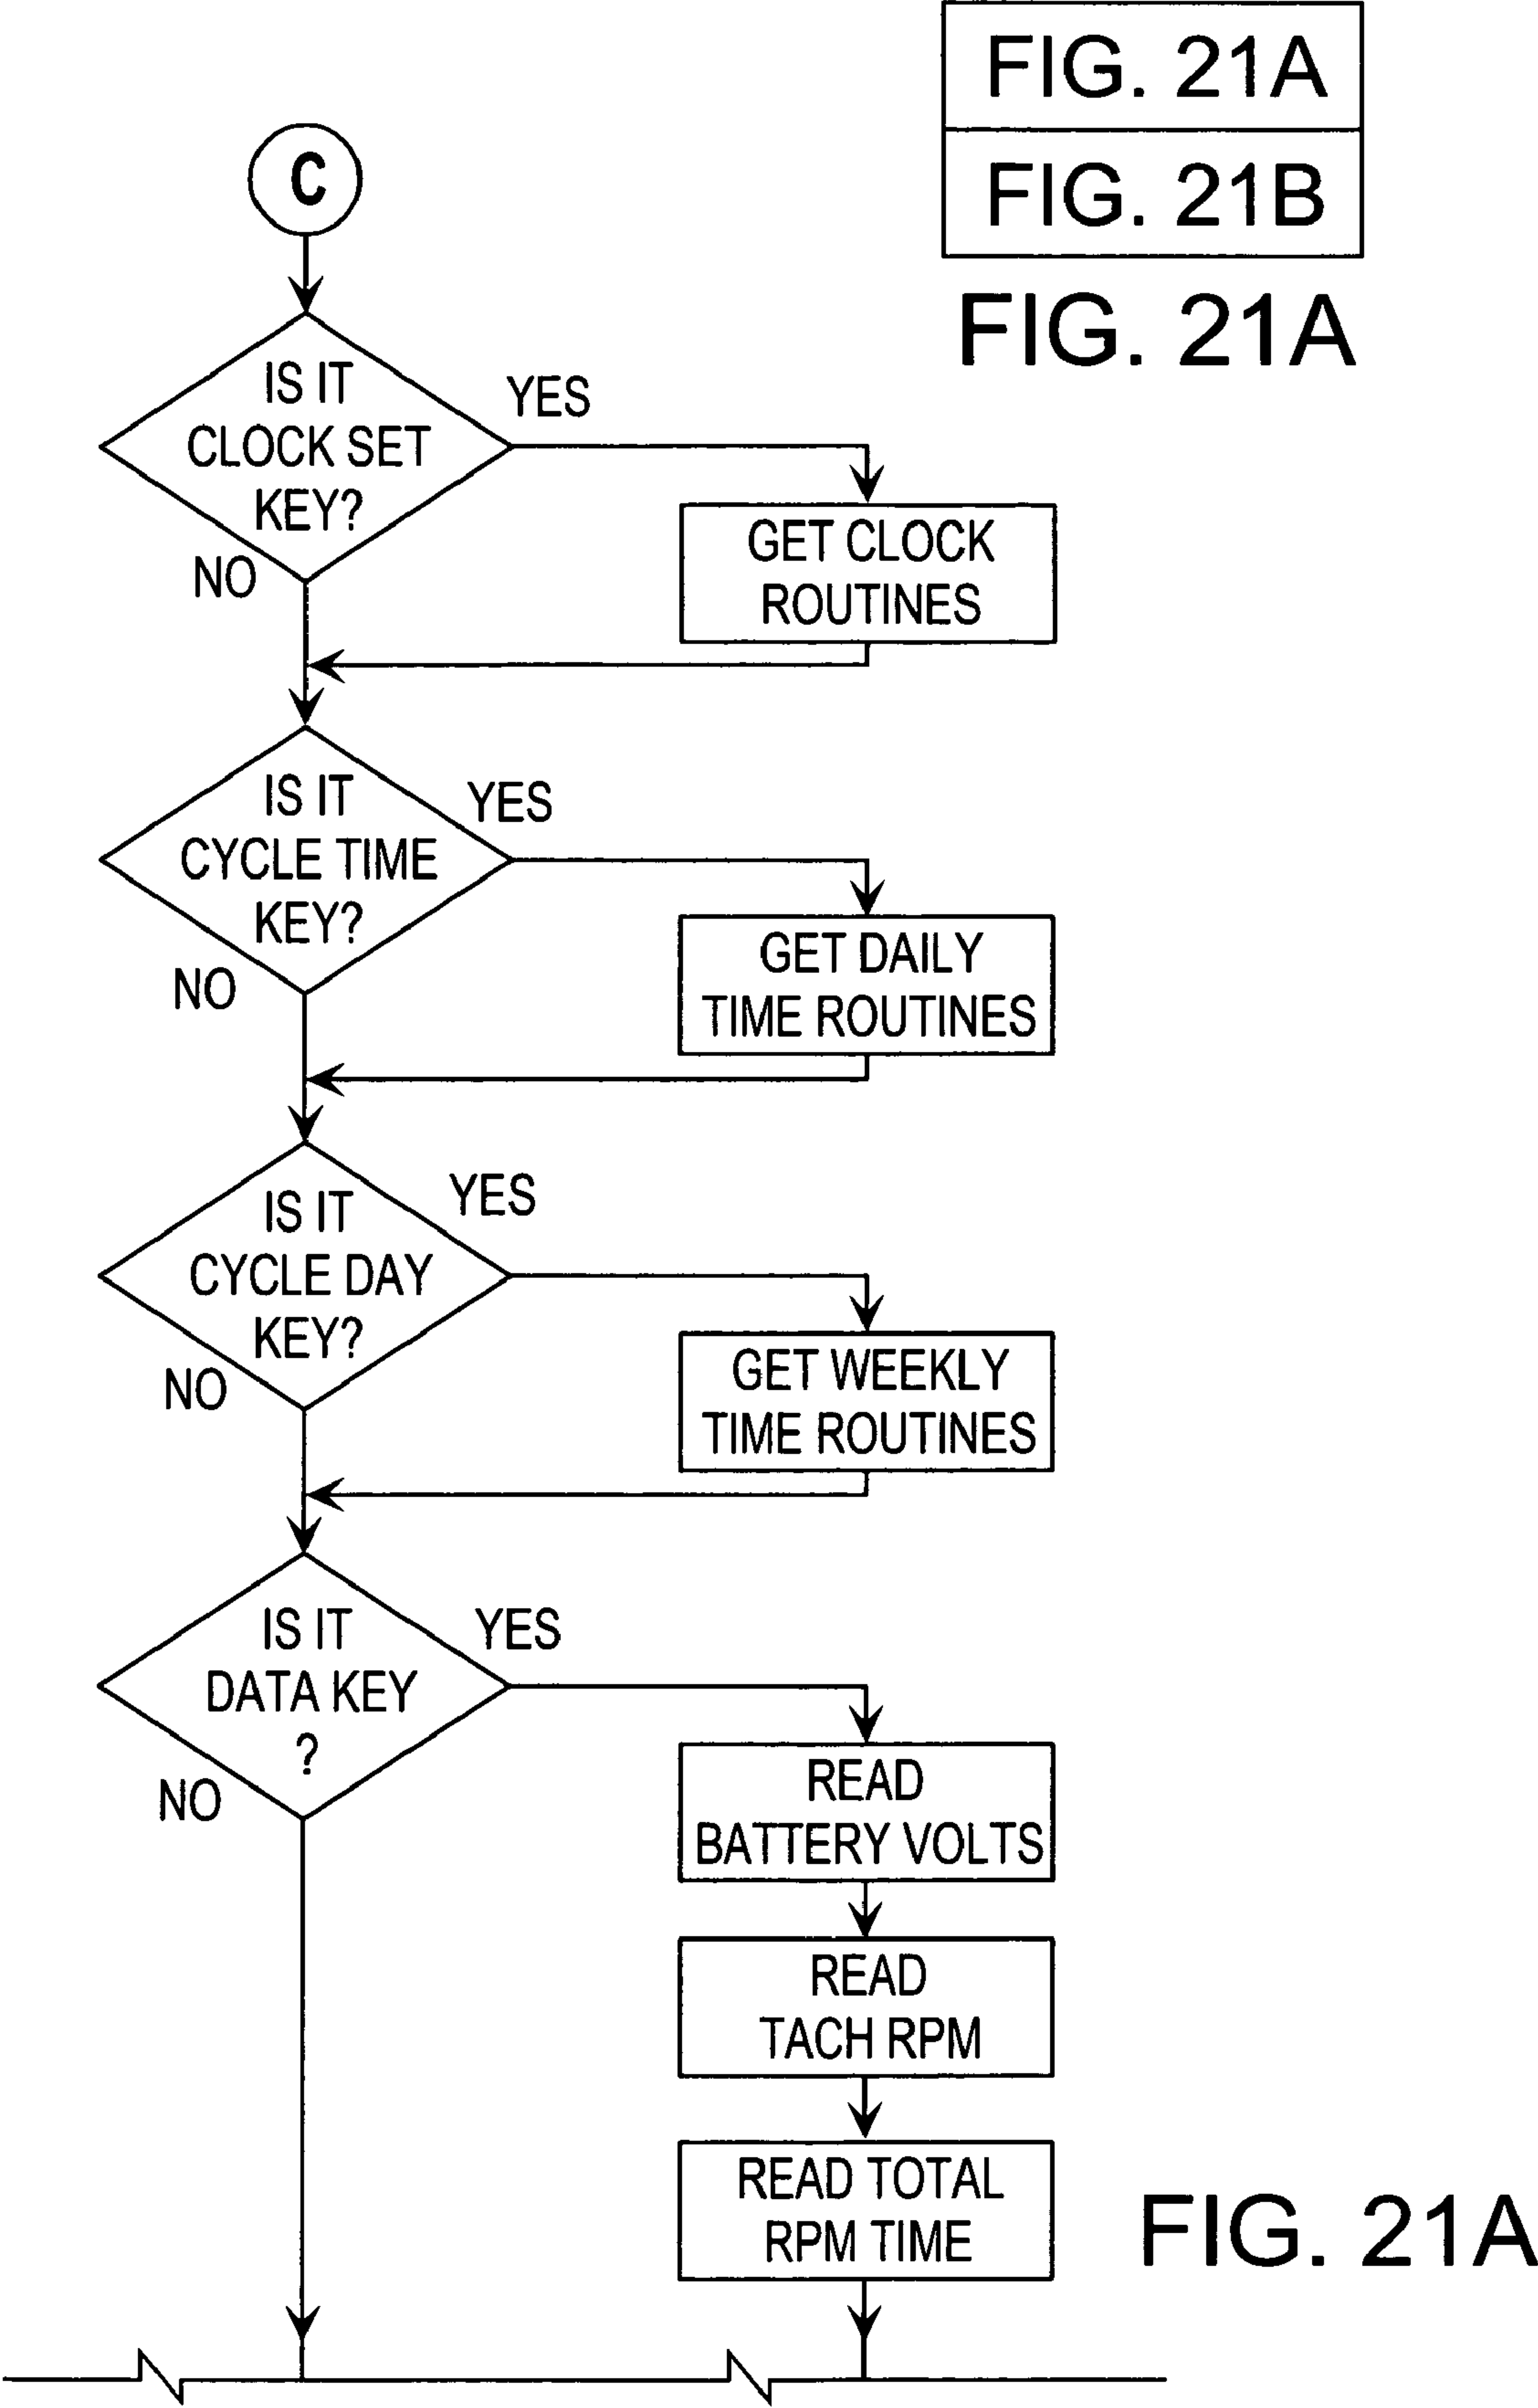 FIG. 21A
FIG. 21B
FIG. 21A
C
IS IT
CLOCK SET
KEY?
YES
NO
GET CLOCK
ROUTINES
IS IT
CYCLE TIME
KEY?
YES
NO
GET DAILY
TIME ROUTINES
IS IT
CYCLE DAY
KEY?
YES
NO
GET WEEKLY
TIME ROUTINES
IS IT
DATA KEY
?
YES
NO
READ
BATTERY VOLTS
READ
TACH RPM
READ TOTAL
RPM TIME
FIG. 21A